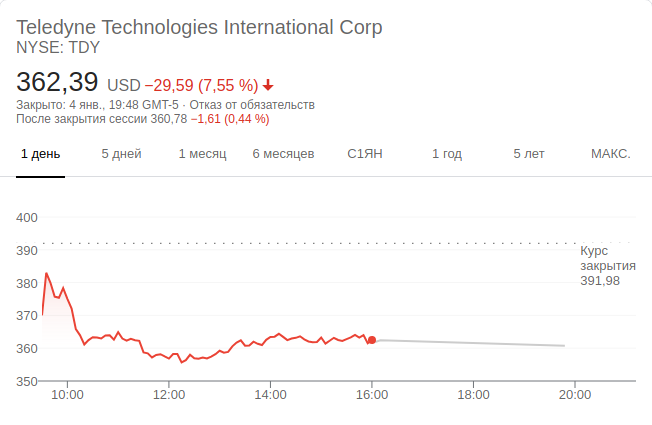 Teledyne Technologies International Corp
NYSE: TDY
362,39 USD −29,59 (7,55 %)
Закрыто: 4 янв., 19:48 GMT-5 · Отказ от обязательств
После закрытия сессии 360,78 −1,61 (0,44 %)
1 день 5 дней 1 месяц 6 месяцев С1ЯН 1 год 5 лет МАКС.
400
390
Курс
закрытия
391,98
380
370
360
350
10:00 12:00 14:00 16:00 18:00 20:00